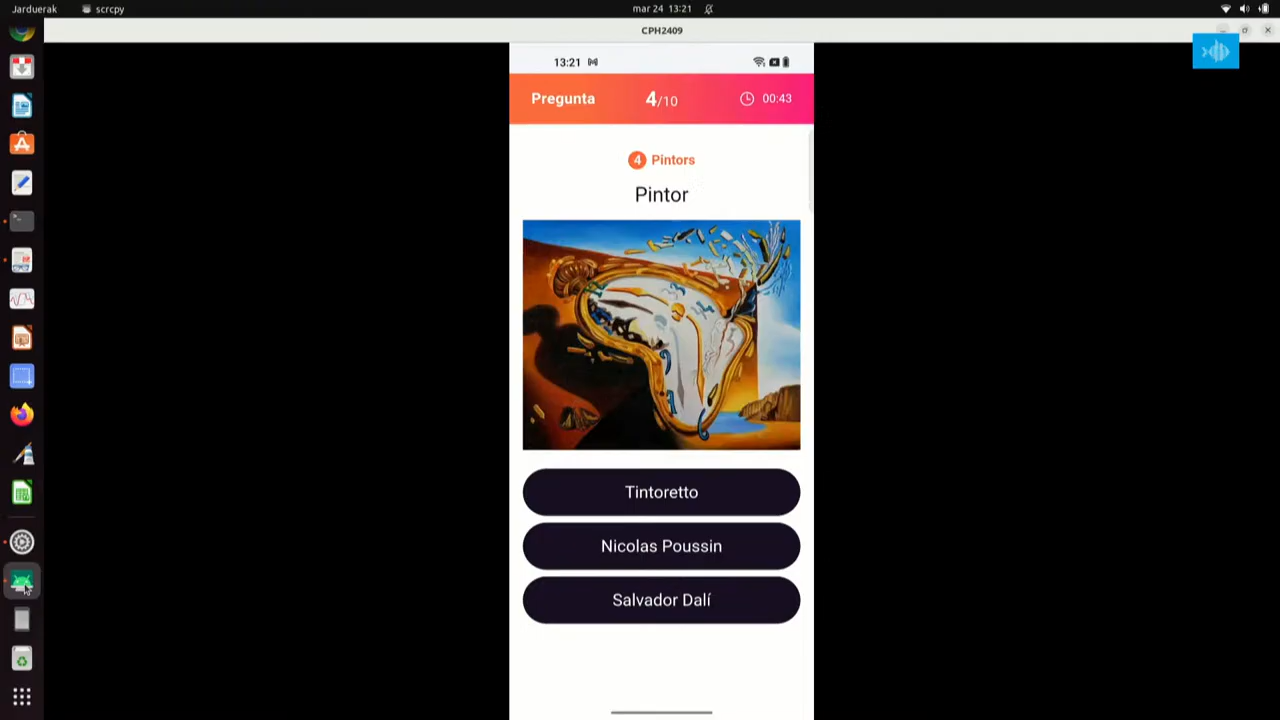 Jarduerak
scrcpy
mar 24 13:21
CPH2409
13:21
Pregunta
4/10
00:43
4 Pintors
Pintor
Tintoretto
Nicolas Poussin
Salvador Dalí